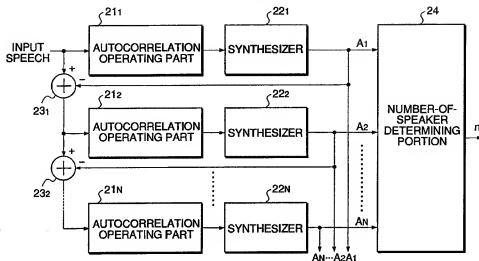 21₁
22₁
24
INPUT
SPEECH
AUTOCORRELATION
OPERATING PART
SYNTHESIZER
A₁
+
−
23₁
21₂
22₂
AUTOCORRELATION
OPERATING PART
SYNTHESIZER
A₂
NUMBER-OF-
SPEAKER
DETERMINING
PORTION
n
+
−
23₂
21N
22N
AUTOCORRELATION
OPERATING PART
SYNTHESIZER
AN
AN···A₂A₁